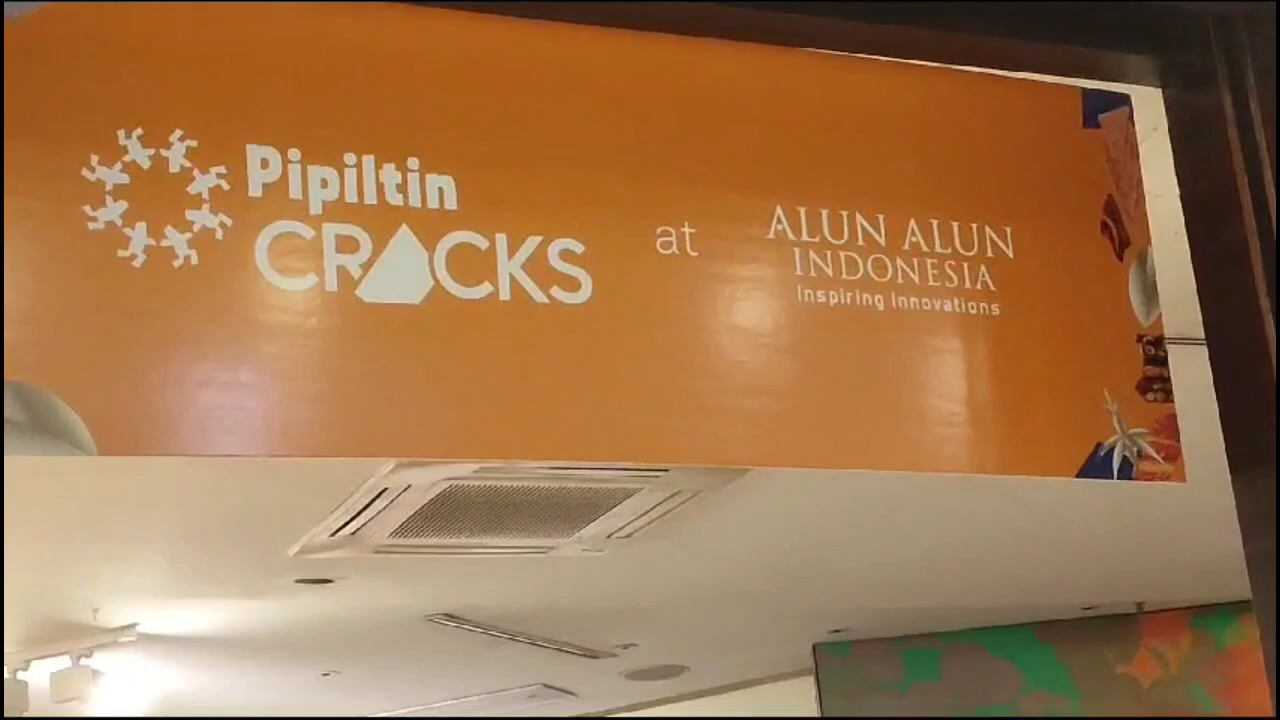 Pipiltin
CRACKS
at
ALUN ALUN
INDONESIA
Inspiring Innovations